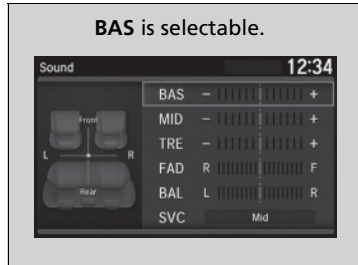 BAS is selectable.
Sound 12:34
BAS - +
MID - +
TRE - +
FAD R F
BAL L R
SVC Mid
Front
L R
Rear